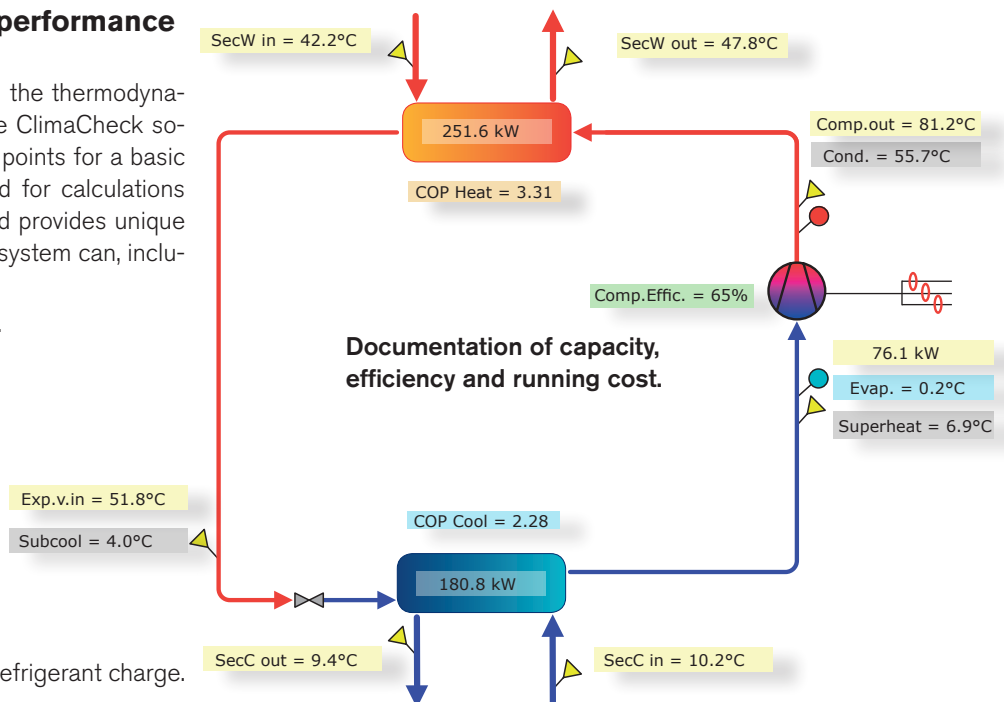 performance
the thermodyna-
e ClimaCheck so-
points for a basic
d for calculations
d provides unique
system can, inclu-
.
efrigerant charge.
SecW in = 42.2°C
SecW out = 47.8°C
251.6 kW
COP Heat = 3.31
Comp.out = 81.2°C
Cond. = 55.7°C
Comp.Effic. = 65%
Documentation of capacity,
efficiency and running cost.
76.1 kW
Evap. = 0.2°C
Superheat = 6.9°C
Exp.v.in = 51.8°C
Subcool = 4.0°C
COP Cool = 2.28
180.8 kW
SecC out = 9.4°C
SecC in = 10.2°C